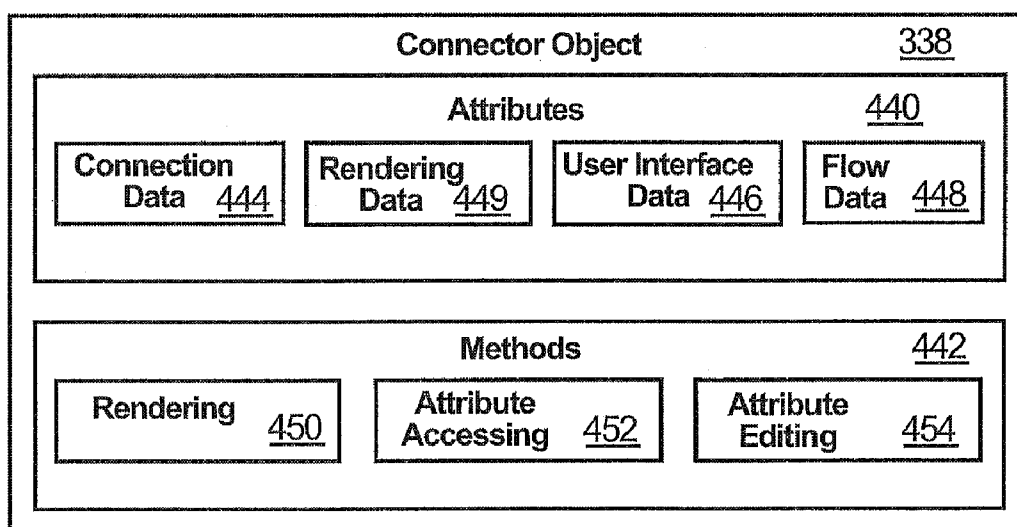 Connector Object 338
Attributes 440
Connection
Data 444
Rendering
Data 449
User Interface
Data 446
Flow
Data 448
Methods 442
Rendering 450
Attribute
Accessing 452
Attribute
Editing 454